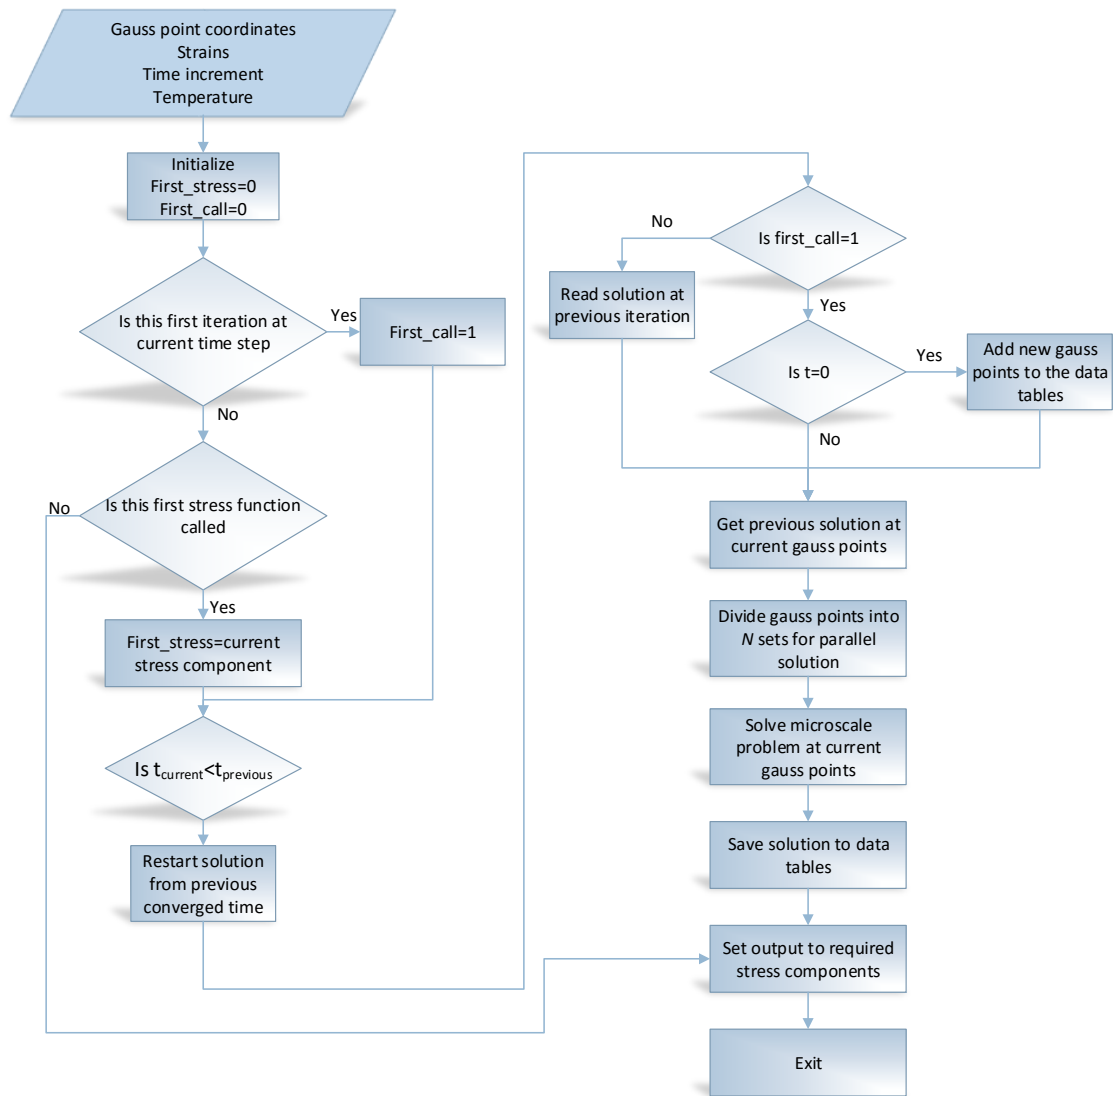 Gauss point coordinates
Strains
Time increment
Temperature
Initialize
First_stress=0
First_call=0
Is this first iteration at
current time step
Yes
First_call=1
No
Is this first stress function
called
No
Yes
First_stress=current
stress component
Is tcurrent<tprevious
Restart solution
from previous
converged time
Is first_call=1
No
Read solution at
previous iteration
Yes
Is t=0
Yes
Add new gauss
points to the data
tables
No
Get previous solution at
current gauss points
Divide gauss points into
N sets for parallel
solution
Solve microscale
problem at current
gauss points
Save solution to data
tables
Set output to required
stress components
Exit